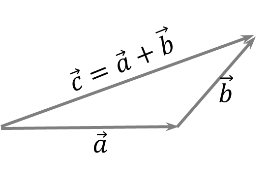 c⃗ = a⃗ + b⃗
b⃗
a⃗